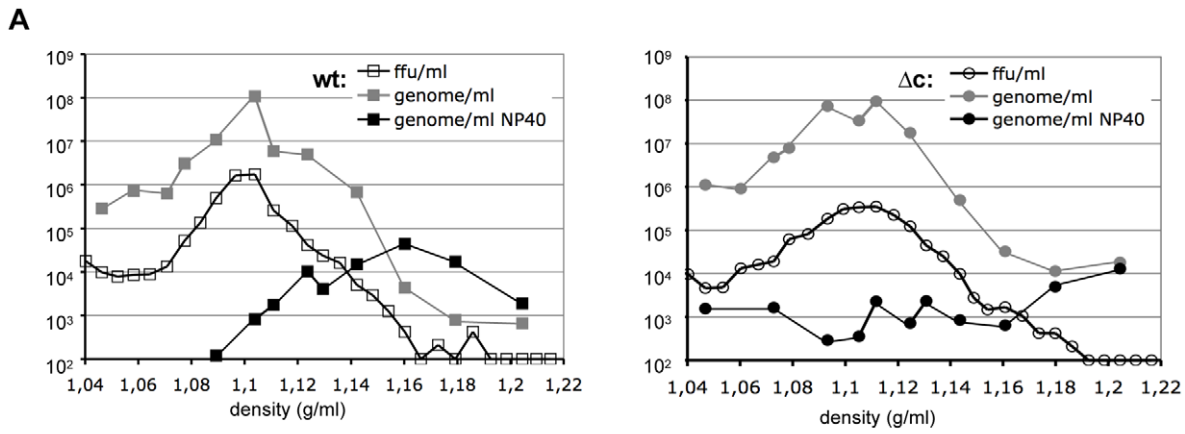 A
wt:
ffu/ml
genome/ml
genome/ml NP40
10⁹
10⁸
10⁷
10⁶
10⁵
10⁴
10³
10²
1,04 1,06 1,08 1,1 1,12 1,14 1,16 1,18 1,2 1,22
density (g/ml)
Δc:
ffu/ml
genome/ml
genome/ml NP40
10⁹
10⁸
10⁷
10⁶
10⁵
10⁴
10³
10²
1,04 1,06 1,08 1,1 1,12 1,14 1,16 1,18 1,2 1,22
density (g/ml)